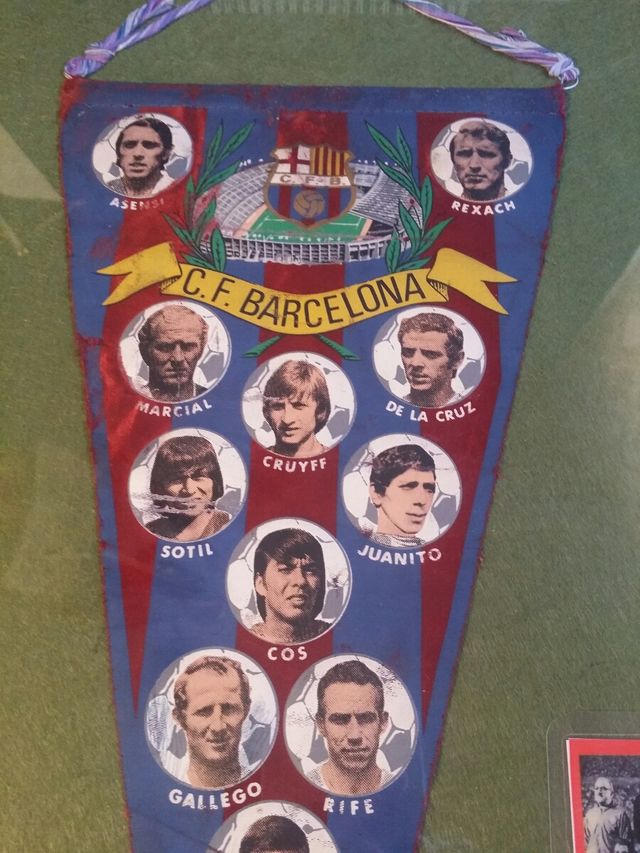 ASENSI
REXACH
C F B
C.F. BARCELONA
MARCIAL
DE LA CRUZ
CRUYFF
SOTIL
JUANITO
COS
GALLEGO
RIFE